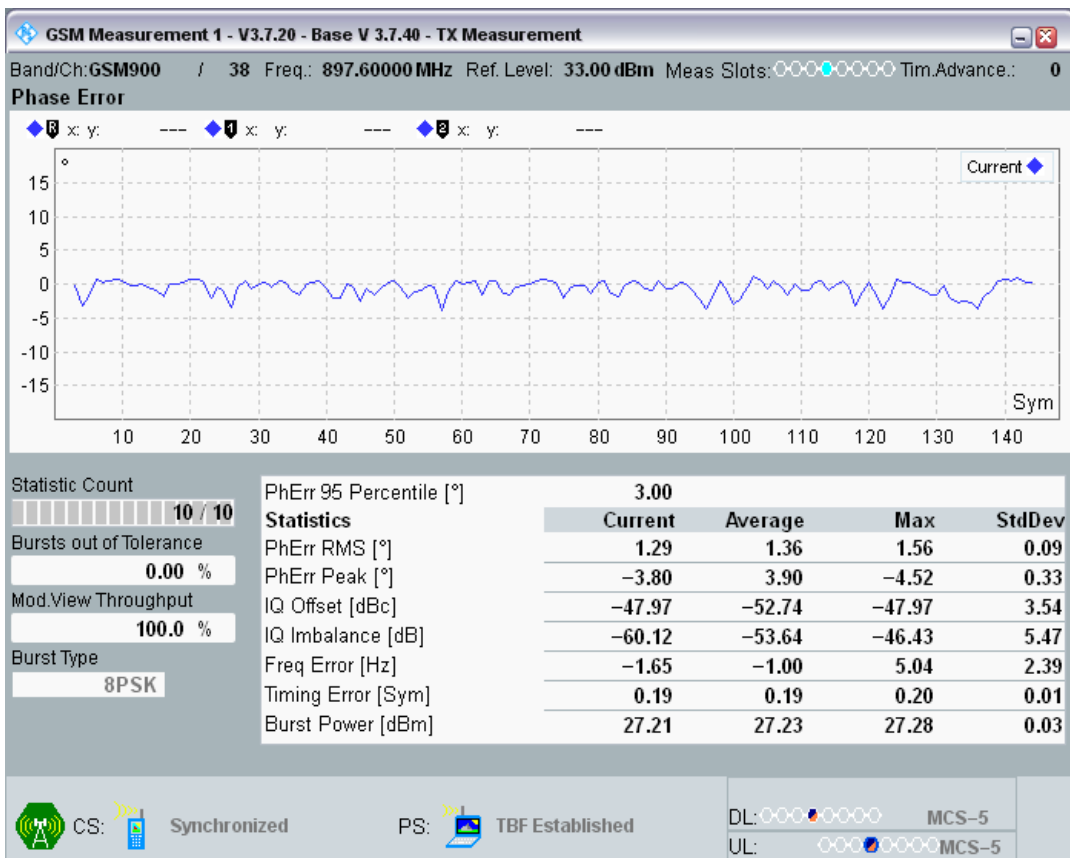 GSM Measurement 1 - V3.7.20 - Base V 3.7.40 - TX Measurement
Band/Ch:GSM900 / 38 Freq.: 897.60000 MHz Ref. Level: 33.00 dBm Meas Slots: Tim.Advance.: 0
Phase Error
R x: y: --- 1 x: y: --- 2 x: y: ---
° Current
15
10
5
0
-5
-10
-15
Sym
10 20 30 40 50 60 70 80 90 100 110 120 130 140
Statistic Count
10 / 10
Bursts out of Tolerance
0.00 %
Mod.View Throughput
100.0 %
Burst Type
8PSK
PhErr 95 Percentile [°] 3.00
Statistics Current Average Max StdDev
PhErr RMS [°] 1.29 1.36 1.56 0.09
PhErr Peak [°] −3.80 3.90 −4.52 0.33
IQ Offset [dBc] −47.97 −52.74 −47.97 3.54
IQ Imbalance [dB] −60.12 −53.64 −46.43 5.47
Freq Error [Hz] −1.65 −1.00 5.04 2.39
Timing Error [Sym] 0.19 0.19 0.20 0.01
Burst Power [dBm] 27.21 27.23 27.28 0.03
CS: Synchronized PS: TBF Established
DL: MCS−5
UL: MCS−5